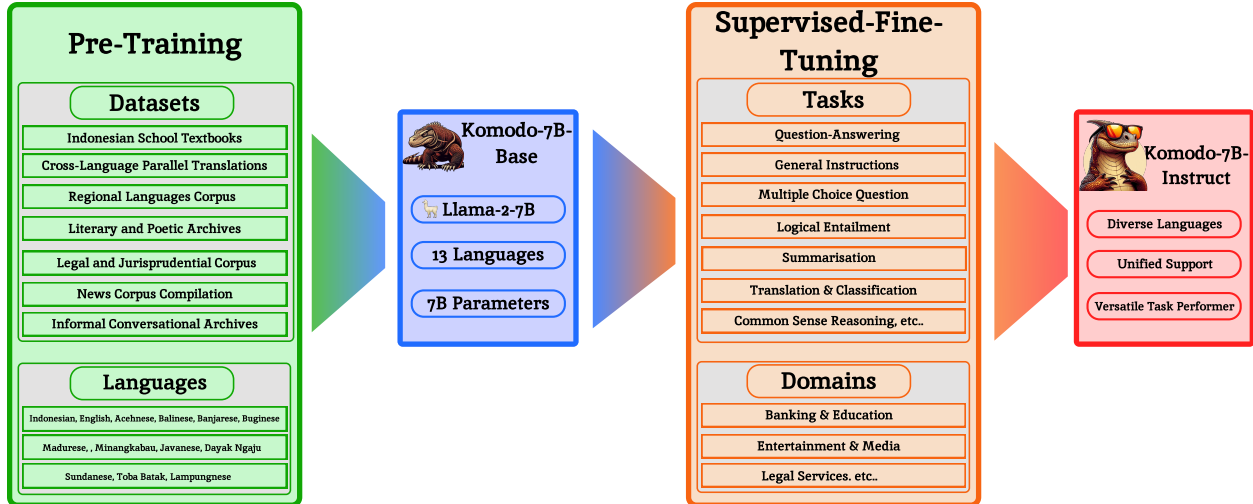 Pre-Training
Datasets
Indonesian School Textbooks
Cross-Language Parallel Translations
Regional Languages Corpus
Literary and Poetic Archives
Legal and Jurisprudential Corpus
News Corpus Compilation
Informal Conversational Archives
Languages
Indonesian, English, Acehnese, Balinese, Banjarese, Buginese
Madurese, , Minangkabau, Javanese, Dayak Ngaju
Sundanese, Toba Batak, Lampungnese
Komodo-7B-
Base
Llama-2-7B
13 Languages
7B Parameters
Supervised-Fine-
Tuning
Tasks
Question-Answering
General Instructions
Multiple Choice Question
Logical Entailment
Summarisation
Translation & Classification
Common Sense Reasoning, etc..
Domains
Banking & Education
Entertainment & Media
Legal Services. etc..
Komodo-7B-
Instruct
Diverse Languages
Unified Support
Versatile Task Performer